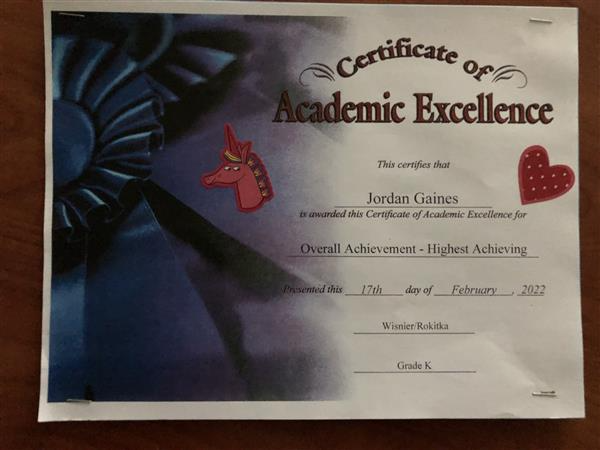 Certificate of
Academic Excellence
This certifies that
Jordan Gaines
is awarded this Certificate of Academic Excellence for
Overall Achievement - Highest Achieving
Presented this 17th day of February, 2022
Wisnier/Rokitka
Grade K